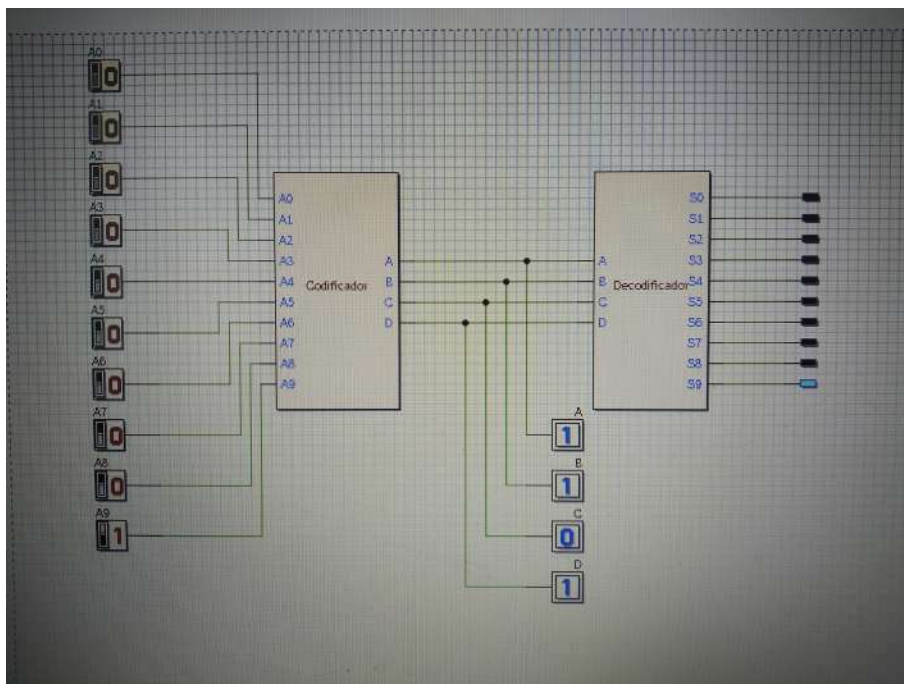 A0
0
A1
0
A2
0
A3
0
A4
0
A5
0
A6
0
A7
0
A8
0
A9
1
A0
A1
A2
A3
A4
A5
A6
A7
A8
A9
Codificador
A
B
C
D
A
B
C
D
Decodificador
S0
S1
S2
S3
S4
S5
S6
S7
S8
S9
A
1
B
1
C
0
D
1